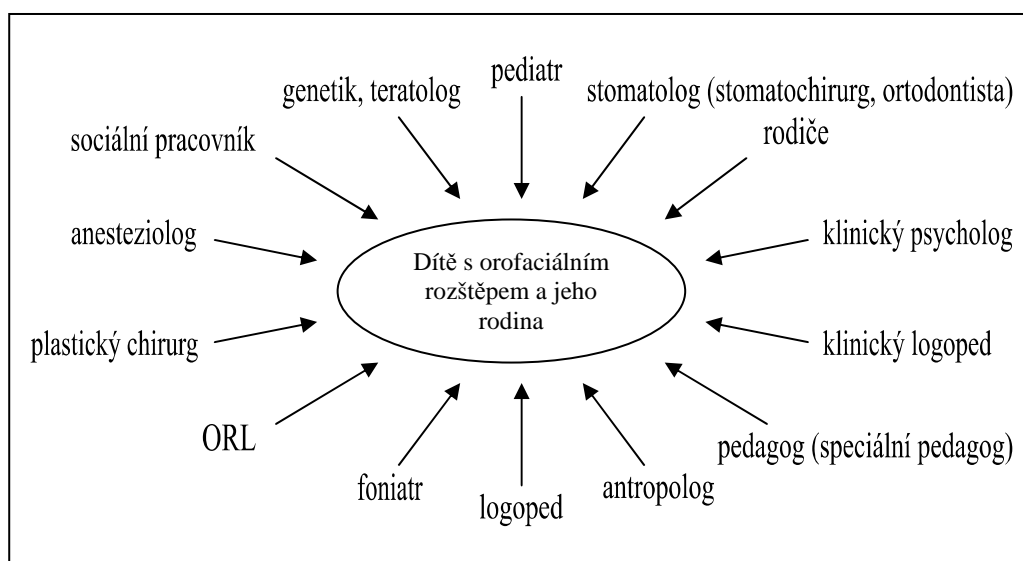 pediatr
genetik, teratolog
stomatolog (stomatochirurg, ortodontista)
sociální pracovník
rodiče
anesteziolog
klinický psycholog
Dítě s orofaciálním
rozštěpem a jeho
rodina
plastický chirurg
klinický logoped
ORL
pedagog (speciální pedagog)
foniatr
logoped
antropolog